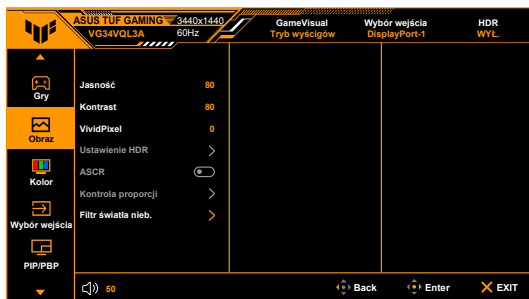 ASUS TUF GAMING
VG34VQL3A
3440x1440
60Hz
GameVisual
Tryb wyścigów
Wybór wejścia
DisplayPort-1
HDR
WYŁ.
Gry
Obraz
Kolor
Wybór wejścia
PIP/PBP
Jasność 80
Kontrast 80
VividPixel 0
Ustawienie HDR
ASCR
Kontrola proporcji
Filtr światła nieb.
50
Back
Enter
EXIT